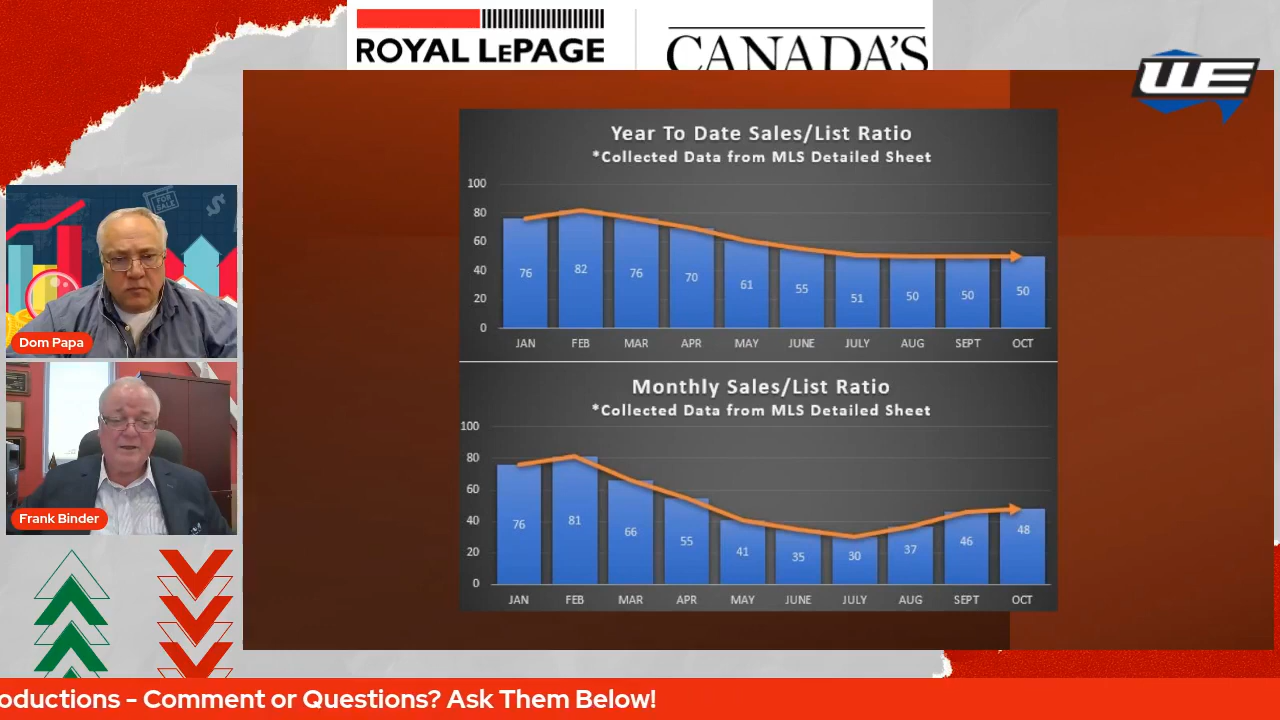 ROYAL LEPAGE
CANADA'S
WE
FOR
SALE
Dom Papa
Frank Binder
Year To Date Sales/List Ratio
*Collected Data from MLS Detailed Sheet
100
80
60
40
20
0
76 82 76 70 61 55 51 50 50 50
JAN FEB MAR APR MAY JUNE JULY AUG SEPT OCT
Monthly Sales/List Ratio
*Collected Data from MLS Detailed Sheet
100
80
60
40
20
0
76 81 66 55 41 35 30 37 46 48
JAN FEB MAR APR MAY JUNE JULY AUG SEPT OCT
oductions - Comment or Questions? Ask Them Below!